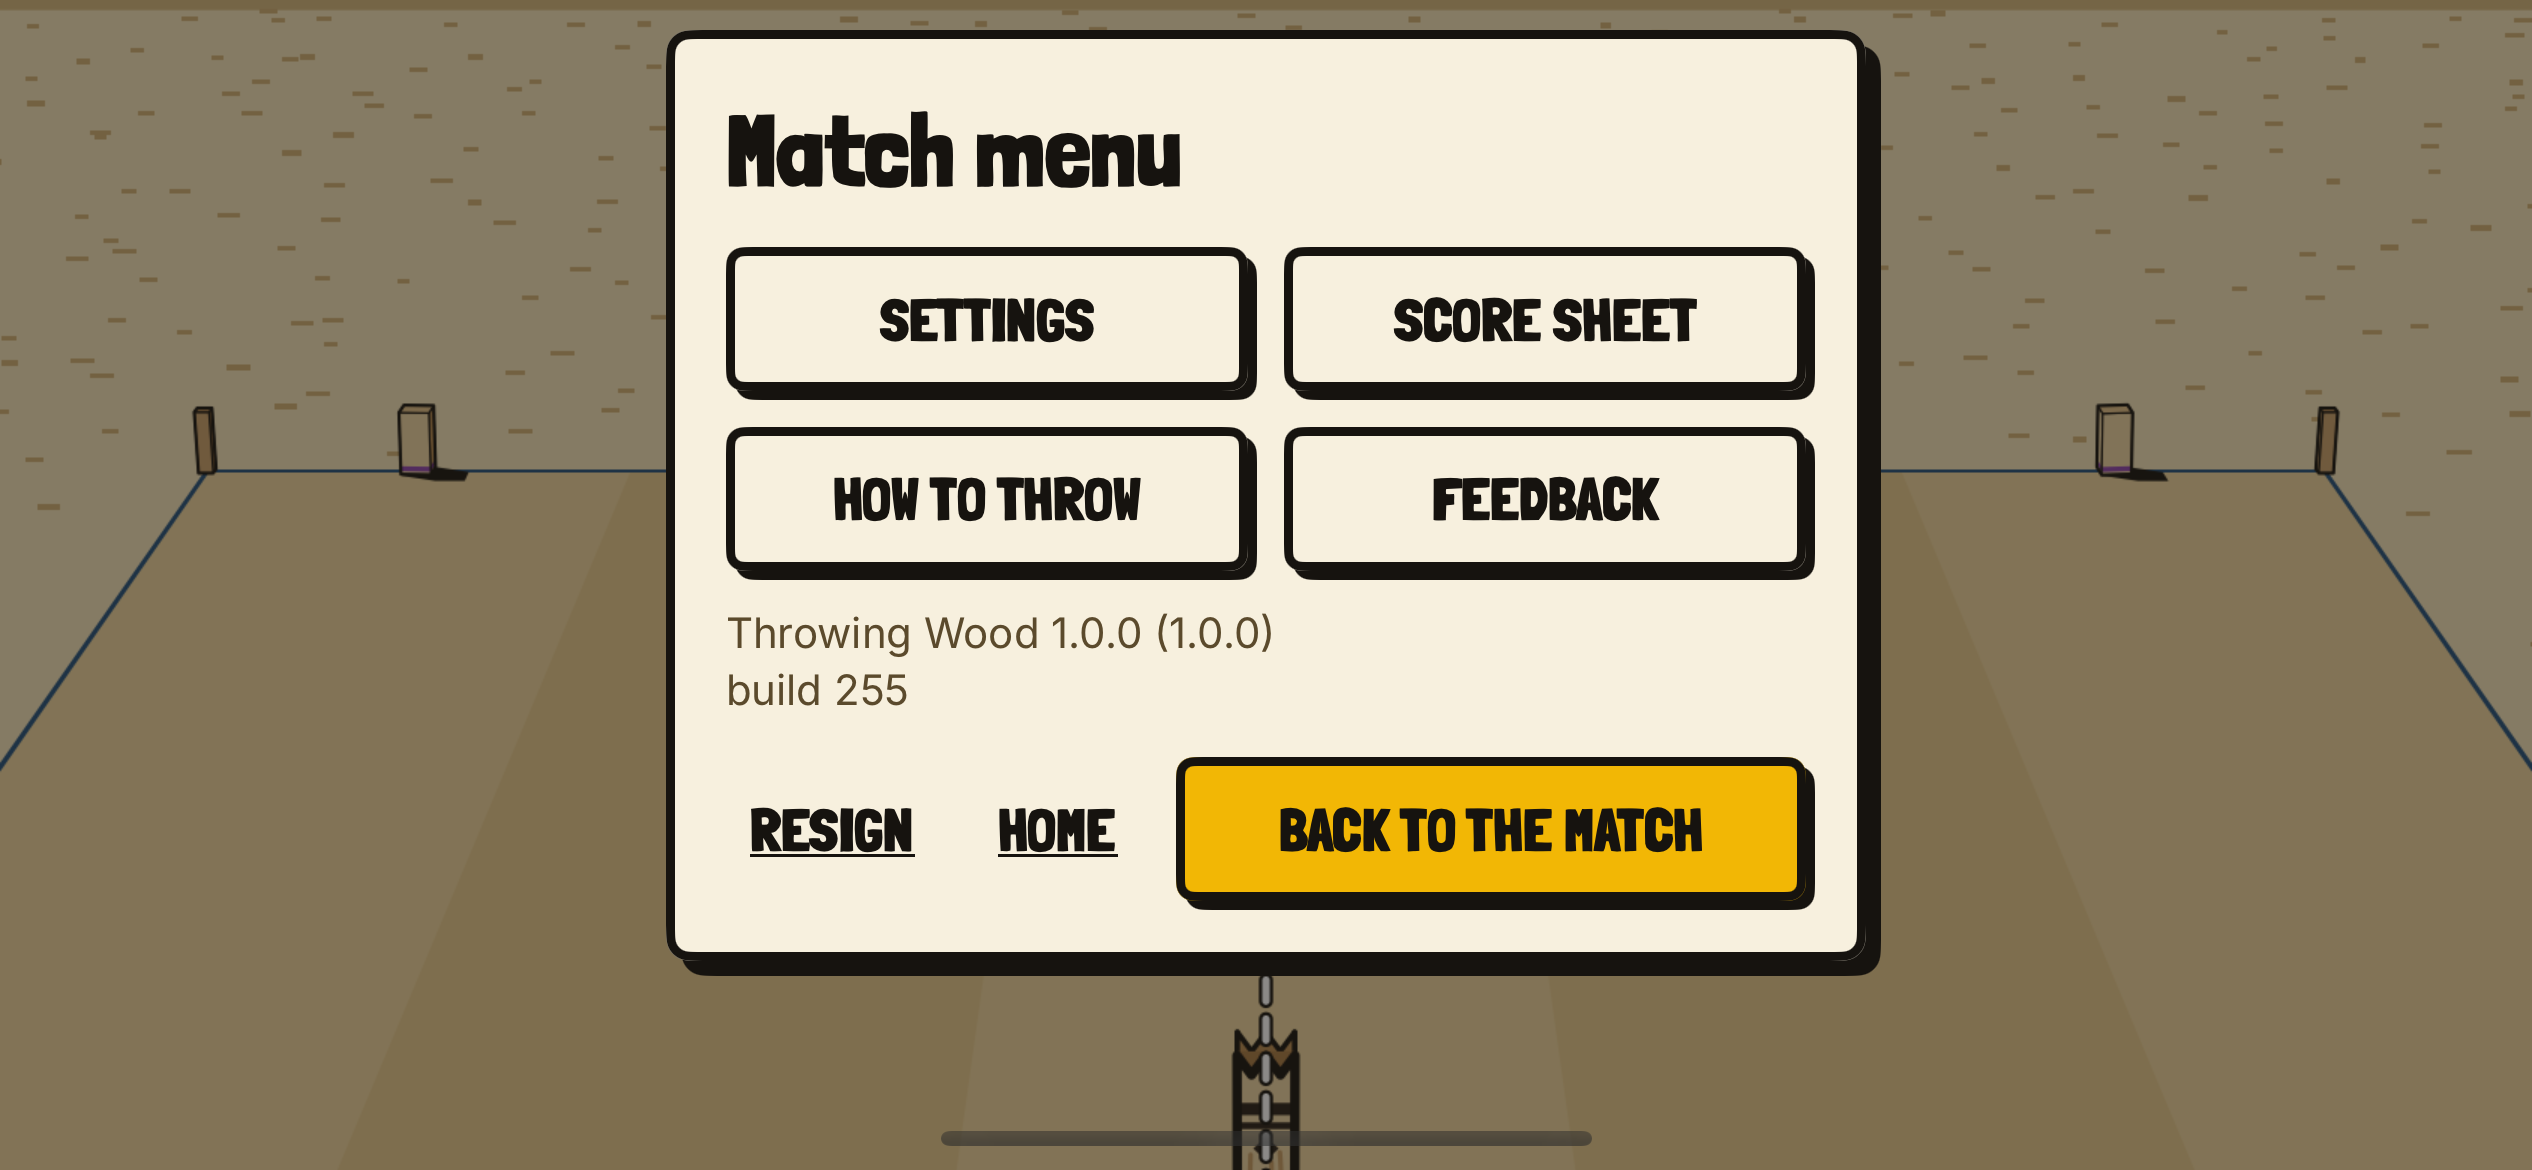 Match menu
SETTINGS
SCORE SHEET
HOW TO THROW
FEEDBACK
Throwing Wood 1.0.0 (1.0.0)
build 255
RESIGN
HOME
BACK TO THE MATCH